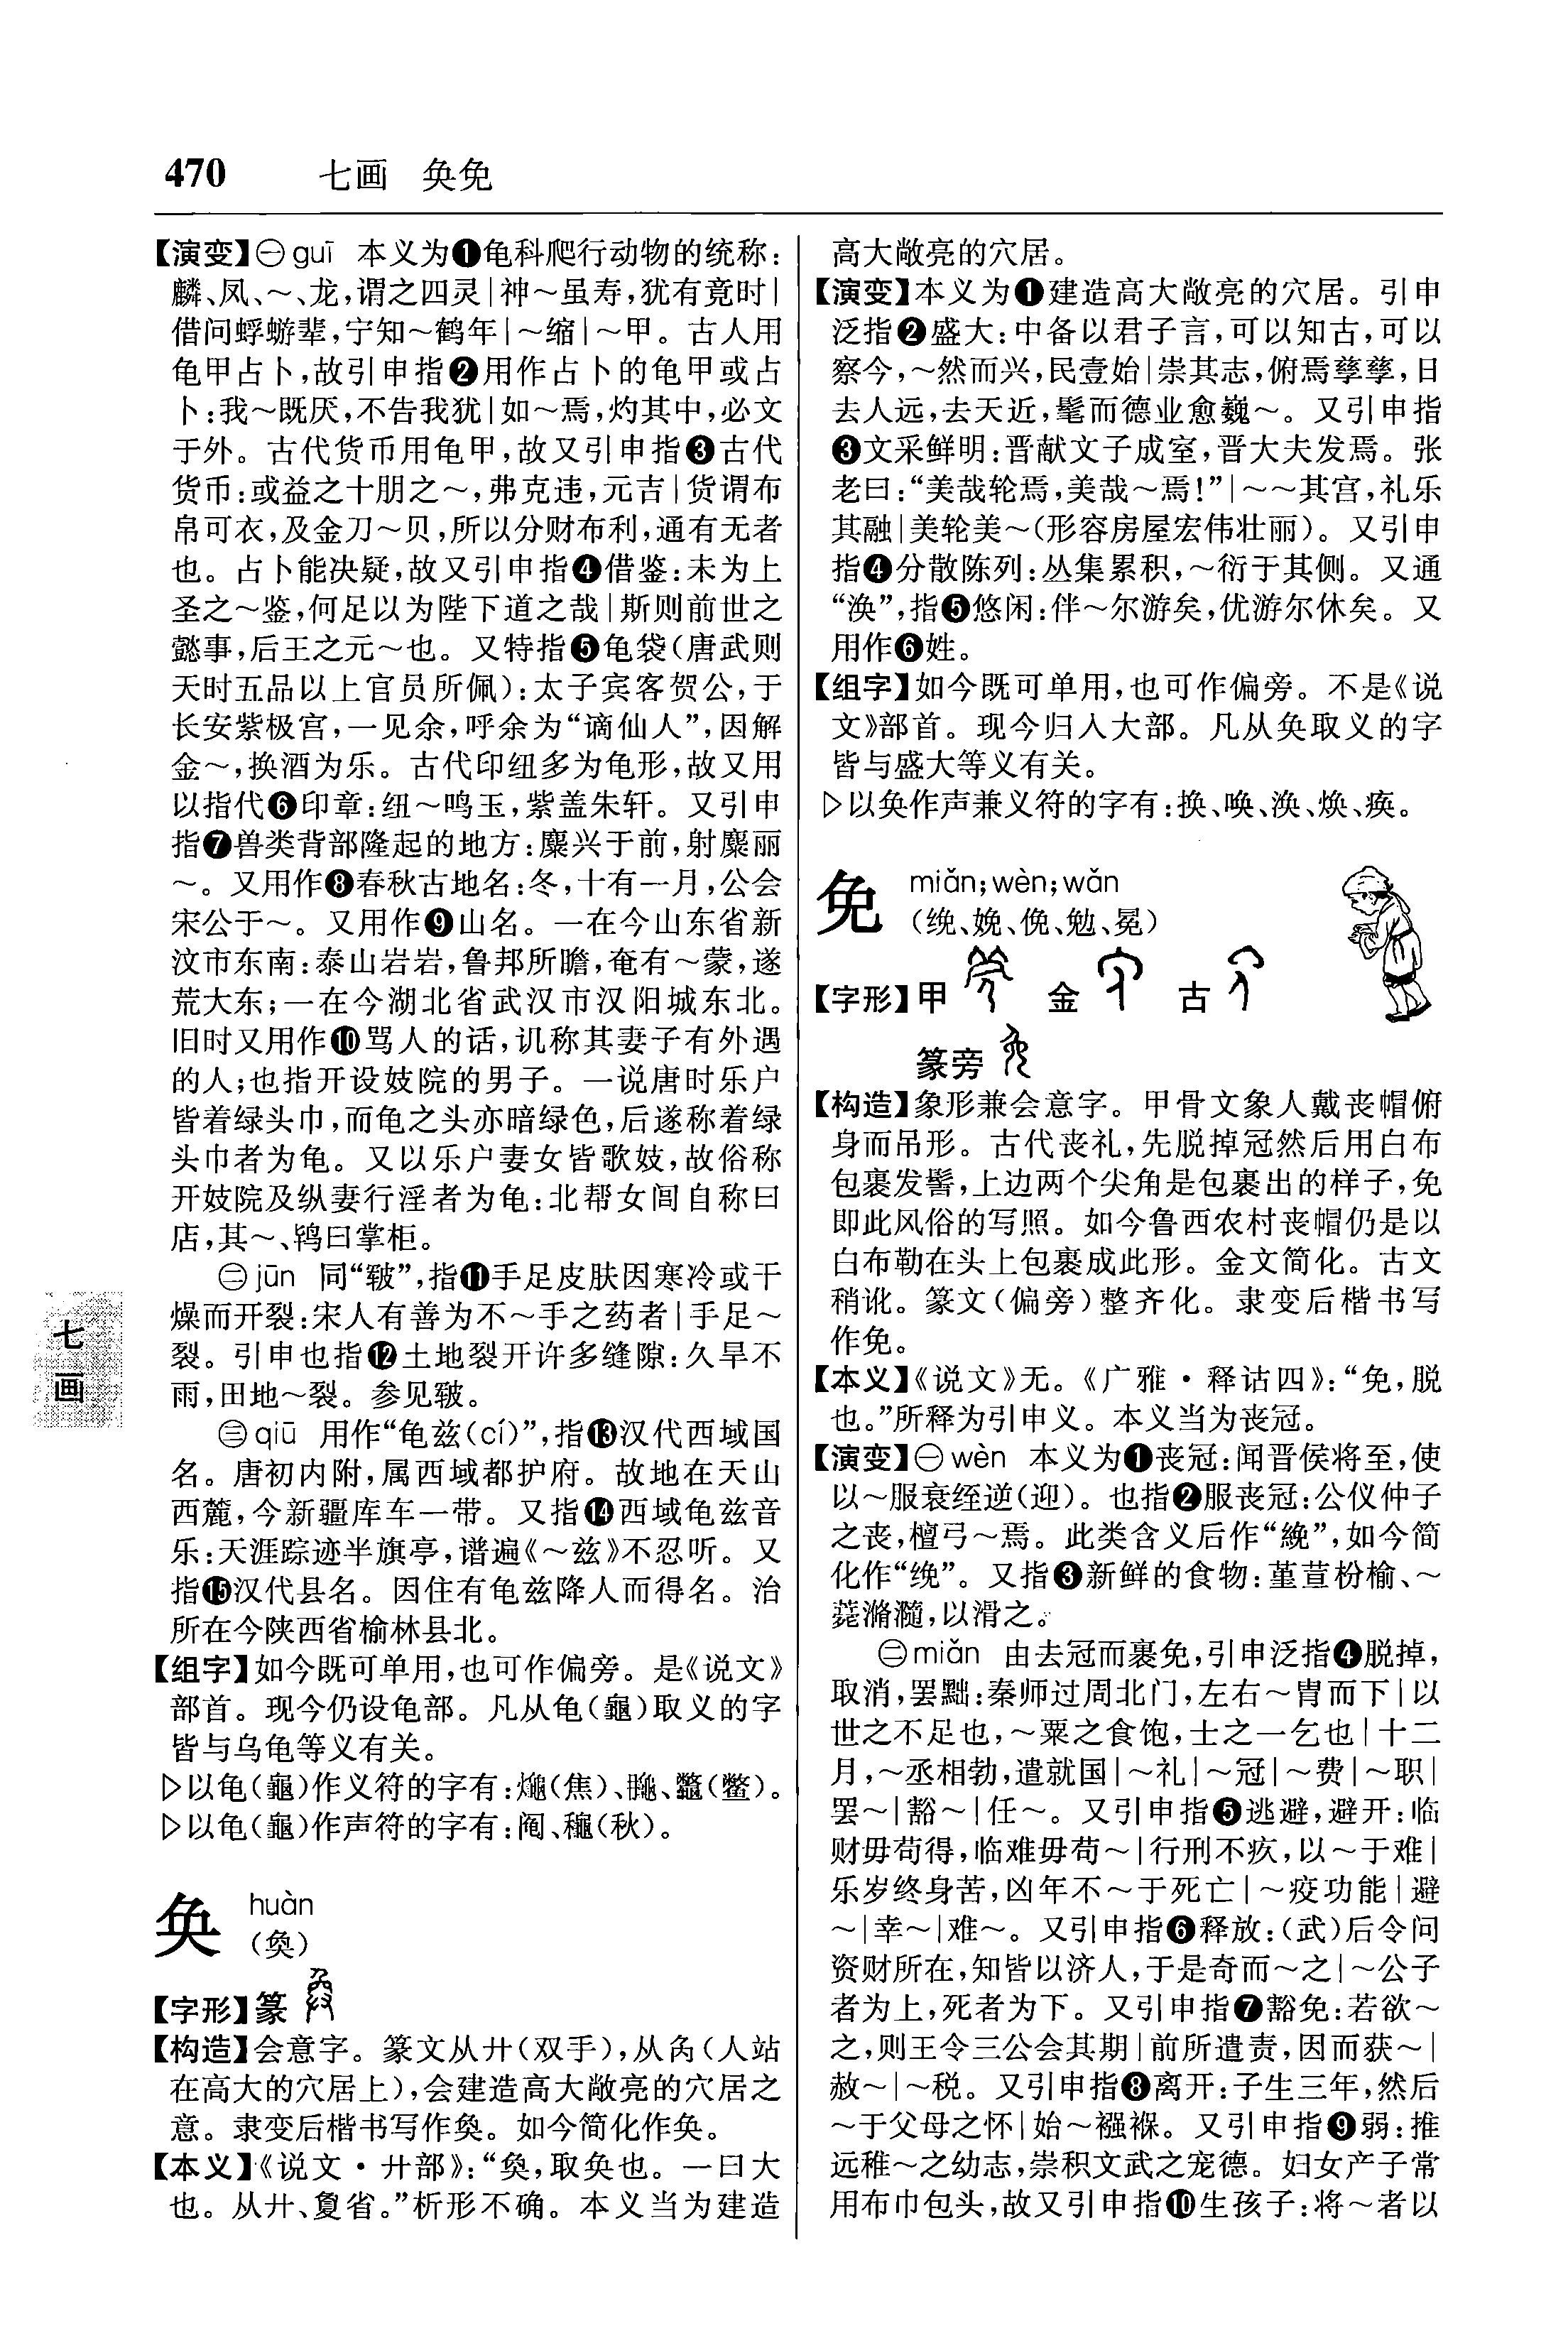 470 七画 奂免
【演变】㊀guī 本义为❶龟科爬行动物的统称：
麟、凤、～、龙，谓之四灵|神～虽寿，犹有竟时|
借问蜉蝣辈，宁知～鹤年|～缩|～甲。古人用
龟甲占卜，故引申指❷用作占卜的龟甲或占
卜：我～既厌，不告我犹|如～焉，灼其中，必文
于外。古代货币用龟甲，故又引申指❸古代
货币：或益之十朋之～，弗克违，元吉|货谓布
帛可衣，及金刀～贝，所以分财布利，通有无者
也。占卜能决疑，故又引申指❹借鉴：未为上
圣之～鉴，何足以为陛下道之哉|斯则前世之
懿事，后王之元～也。又特指❺龟袋（唐武则
天时五品以上官员所佩）：太子宾客贺公，于
长安紫极宫，一见余，呼余为“谪仙人”，因解
金～，换酒为乐。古代印纽多为龟形，故又用
以指代❻印章：纽～鸣玉，紫盖朱轩。又引申
指❼兽类背部隆起的地方：麋兴于前，射麋丽
～。又用作❽春秋古地名：冬，十有一月，公会
宋公于～。又用作❾山名。一在今山东省新
汶市东南：泰山岩岩，鲁邦所瞻，奄有～蒙，遂
荒大东；一在今湖北省武汉市汉阳城东北。
旧时又用作❿骂人的话，讥称其妻子有外遇
的人；也指开设妓院的男子。一说唐时乐户
皆着绿头巾，而龟之头亦暗绿色，后遂称着绿
头巾者为龟。又以乐户妻女皆歌妓，故俗称
开妓院及纵妻行淫者为龟：北帮女闾自称曰
店，其～、鸨曰掌柜。
㊁jūn 同“皲”，指⓫手足皮肤因寒冷或干
燥而开裂：宋人有善为不～手之药者|手足～
裂。引申也指⓬土地裂开许多缝隙：久旱不
雨，田地～裂。参见皲。
㊂qiū 用作“龟兹（cí）”，指⓭汉代西域国
名。唐初内附，属西域都护府。故地在天山
西麓，今新疆库车一带。又指⓮西域龟兹音
乐：天涯踪迹半旗亭，谱遍《～兹》不忍听。又
指⓯汉代县名。因住有龟兹降人而得名。治
所在今陕西省榆林县北。
【组字】如今既可单用，也可作偏旁。是《说文》
部首。现今仍设龟部。凡从龟（龜）取义的字
皆与乌龟等义有关。
▷以龟（龜）作义符的字有：（焦）、（鳖）。
▷以龟（龜）作声符的字有：阄、龝（秋）。
奂 huàn
（奐）
【字形】篆
【构造】会意字。篆文从廾（双手），从（人站
在高大的穴居上），会建造高大敞亮的穴居之
意。隶变后楷书写作奐。如今简化作奂。
【本义】《说文·廾部》：“奐，取奂也。一曰大
也。从廾、敻省。”析形不确。本义当为建造
高大敞亮的穴居。
【演变】本义为❶建造高大敞亮的穴居。引申
泛指❷盛大：中备以君子言，可以知古，可以
察今，～然而兴，民壹始|崇其志，俯焉孳孳，日
去人远，去天近，髦而德业愈巍～。又引申指
❸文采鲜明：晋献文子成室，晋大夫发焉。张
老曰：“美哉轮焉，美哉～焉！”|～～其宫，礼乐
其融|美轮美～（形容房屋宏伟壮丽）。又引申
指❹分散陈列：丛集累积，～衍于其侧。又通
“涣”，指❺悠闲：伴～尔游矣，优游尔休矣。又
用作❻姓。
【组字】如今既可单用，也可作偏旁。不是《说
文》部首。现今归入大部。凡从奂取义的字
皆与盛大等义有关。
▷以奂作声兼义符的字有：换、唤、涣、焕、痪。
免 miǎn；wèn；wǎn
（绕、娩、俛、勉、冕）
【字形】甲 金 古
篆旁
【构造】象形兼会意字。甲骨文象人戴丧帽俯
身而吊形。古代丧礼，先脱掉冠然后用白布
包裹发髻，上边两个尖角是包裹出的样子，免
即此风俗的写照。如今鲁西农村丧帽仍是以
白布勒在头上包裹成此形。金文简化。古文
稍讹。篆文（偏旁）整齐化。隶变后楷书写
作免。
【本义】《说文》无。《广雅·释诂四》：“免，脱
也。”所释为引申义。本义当为丧冠。
【演变】㊀wèn 本义为❶丧冠：闻晋侯将至，使
以～服衰绖逆（迎）。也指❷服丧冠：公仪仲子
之丧，檀弓～焉。此类含义后作“絻”，如今简
化作“𬘫”。又指❸新鲜的食物：堇荁枌榆、～
薧滫瀡，以滑之。
㊁miǎn 由去冠而裹免，引申泛指❹脱掉，
取消，罢黜：秦师过周北门，左右～胄而下|以
世之不足也，～粟之食饱，士之一乞也|十二
月，～丞相勃，遣就国|～礼|～冠|～费|～职|
罢～|豁～|任～。又引申指❺逃避，避开：临
财毋苟得，临难毋苟～|行刑不疚，以～于难|
乐岁终身苦，凶年不～于死亡|～疫功能|避
～|幸～|难～。又引申指❻释放：（武）后令问
资财所在，知皆以济人，于是奇而～之|～公子
者为上，死者为下。又引申指❼豁免：若欲～
之，则王令三公会其期|前所遣责，因而获～|
赦～|～税。又引申指❽离开：子生三年，然后
～于父母之怀|始～襁褓。又引申指❾弱：推
远稚～之幼志，崇积文武之宠德。妇女产子常
用布巾包头，故又引申指❿生孩子：将～者以
七
画